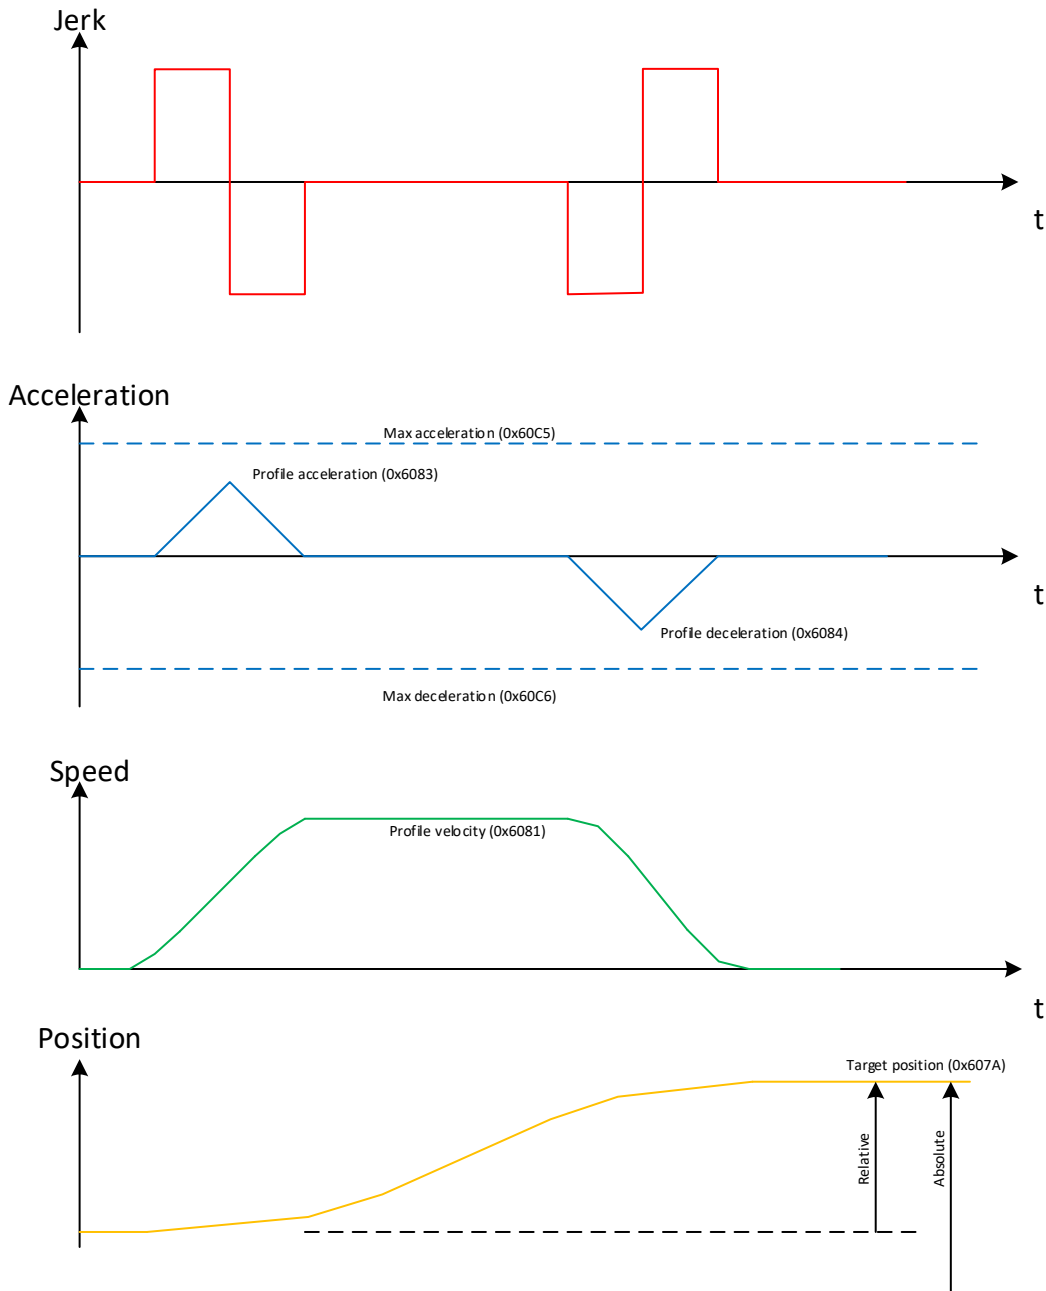 Jerk
t
Acceleration
Max acceleration (0x60C5)
Profile acceleration (0x6083)
t
Profile deceleration (0x6084)
Max deceleration (0x60C6)
Speed
Profile velocity (0x6081)
t
Position
Target position (0x607A)
Relative
Absolute